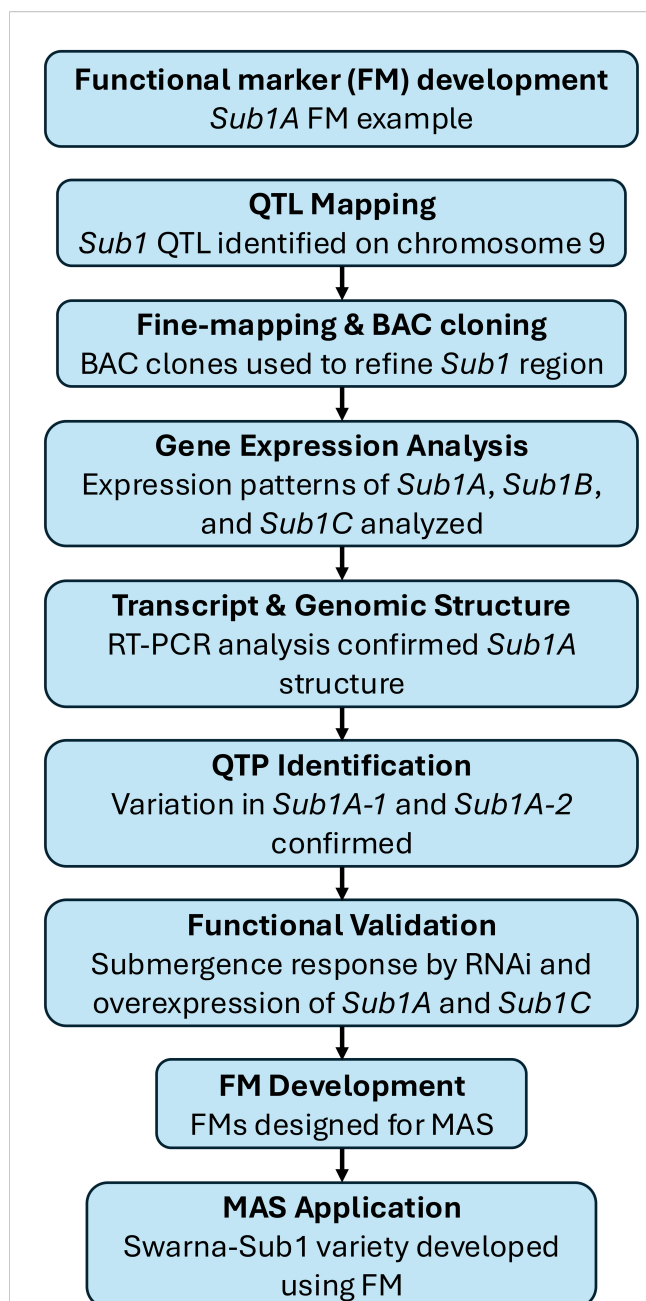 Functional marker (FM) development
Sub1A FM example
QTL Mapping
Sub1 QTL identified on chromosome 9
Fine-mapping & BAC cloning
BAC clones used to refine Sub1 region
Gene Expression Analysis
Expression patterns of Sub1A, Sub1B,
and Sub1C analyzed
Transcript & Genomic Structure
RT-PCR analysis confirmed Sub1A
structure
QTP Identification
Variation in Sub1A-1 and Sub1A-2
confirmed
Functional Validation
Submergence response by RNAi and
overexpression of Sub1A and Sub1C
FM Development
FMs designed for MAS
MAS Application
Swarna-Sub1 variety developed
using FM